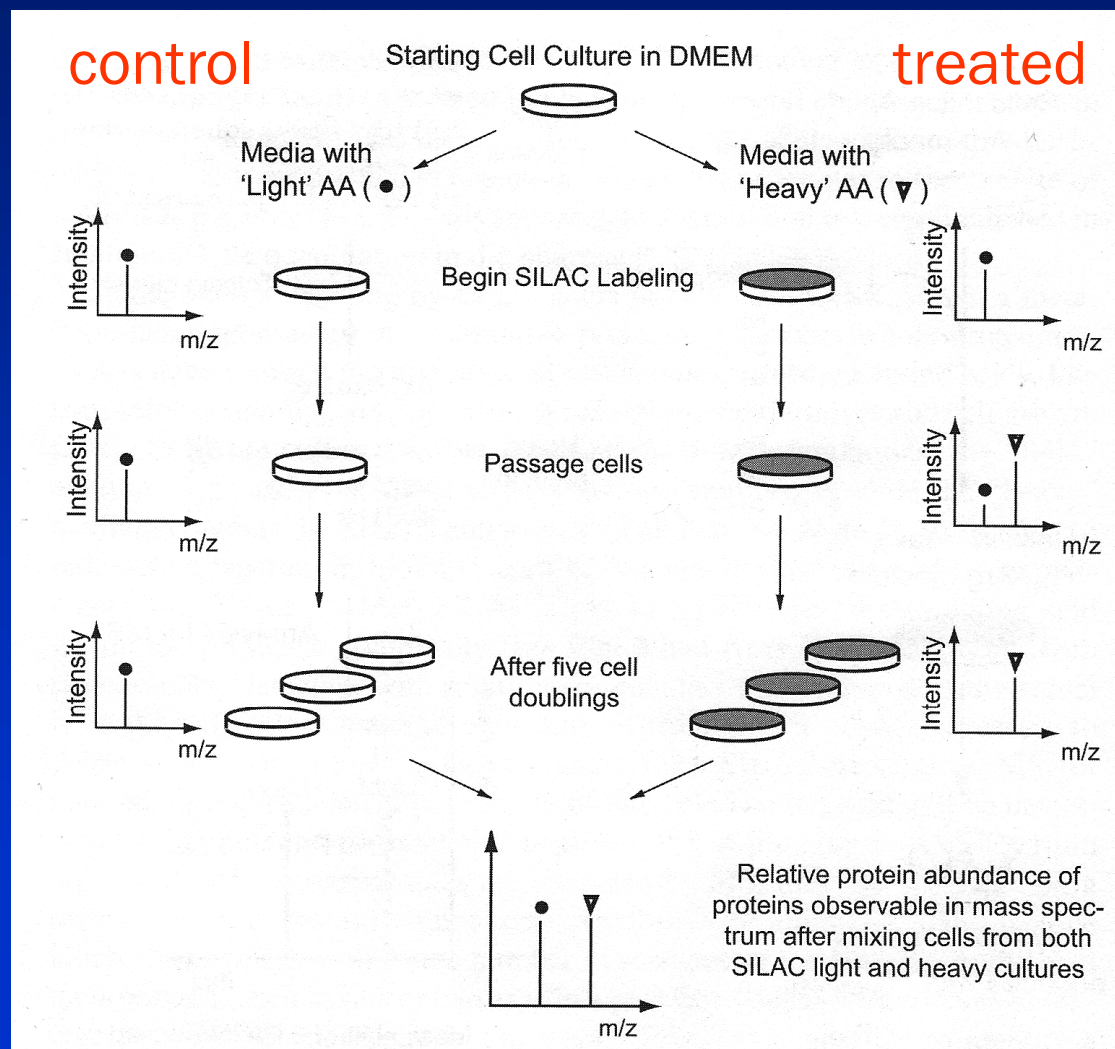 control
Starting Cell Culture in DMEM
treated
Media with
'Light' AA ( ● )
Media with
'Heavy' AA ( ▼ )
Intensity
m/z
Begin SILAC Labeling
Intensity
m/z
Intensity
m/z
Passage cells
Intensity
m/z
Intensity
m/z
After five cell
doublings
Intensity
m/z
m/z
Relative protein abundance of
proteins observable in mass spec-
trum after mixing cells from both
SILAC light and heavy cultures